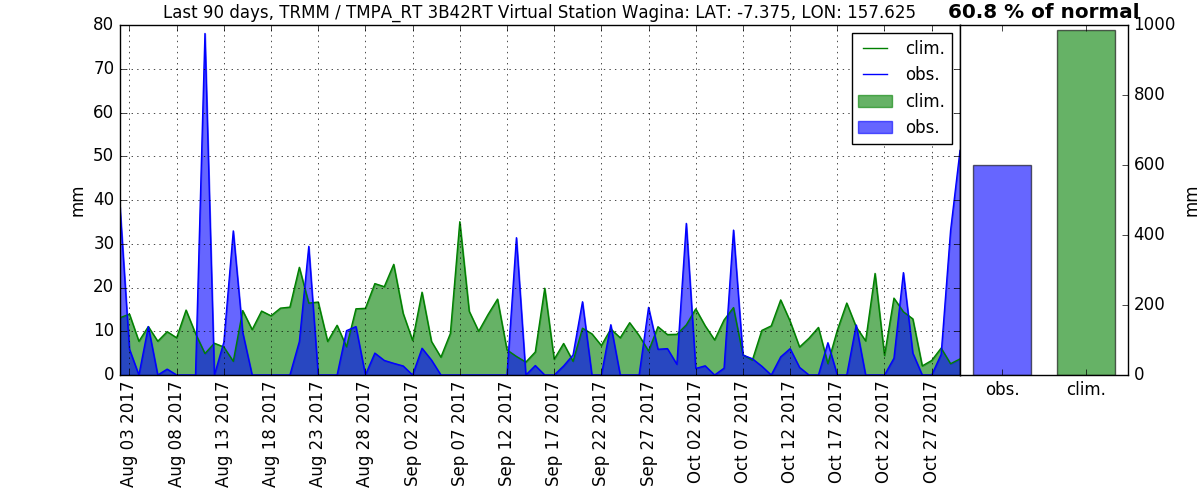 Last 90 days, TRMM / TMPA_RT 3B42RT Virtual Station Wagina: LAT: -7.375, LON: 157.625
60.8 % of normal
80
70
60
50
40
30
20
10
0
mm
clim.
obs.
clim.
obs.
1000
800
600
400
200
0
mm
Aug 03 2017
Aug 08 2017
Aug 13 2017
Aug 18 2017
Aug 23 2017
Aug 28 2017
Sep 02 2017
Sep 07 2017
Sep 12 2017
Sep 17 2017
Sep 22 2017
Sep 27 2017
Oct 02 2017
Oct 07 2017
Oct 12 2017
Oct 17 2017
Oct 22 2017
Oct 27 2017
obs.
clim.